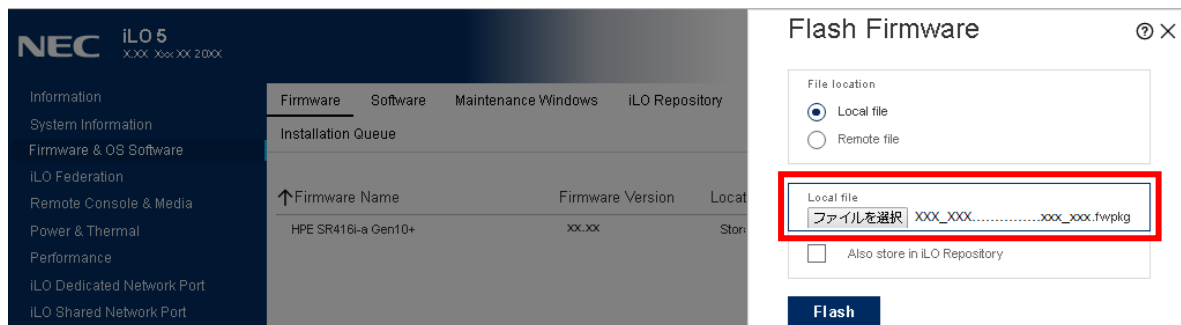 NEC iLO 5
X.XX Xxx XX 20XX
Information
System Information
Firmware & OS Software
iLO Federation
Remote Console & Media
Power & Thermal
Performance
iLO Dedicated Network Port
iLO Shared Network Port
Firmware Software Maintenance Windows iLO Repository
Installation Queue
↑Firmware Name Firmware Version Locat
HPE SR416i-a Gen10+ XX.XX Stor
Flash Firmware
File location
Local file
Remote file
Local file
ファイルを選択 XXX_XXX..............xxx_xxx.fwpkg
Also store in iLO Repository
Flash